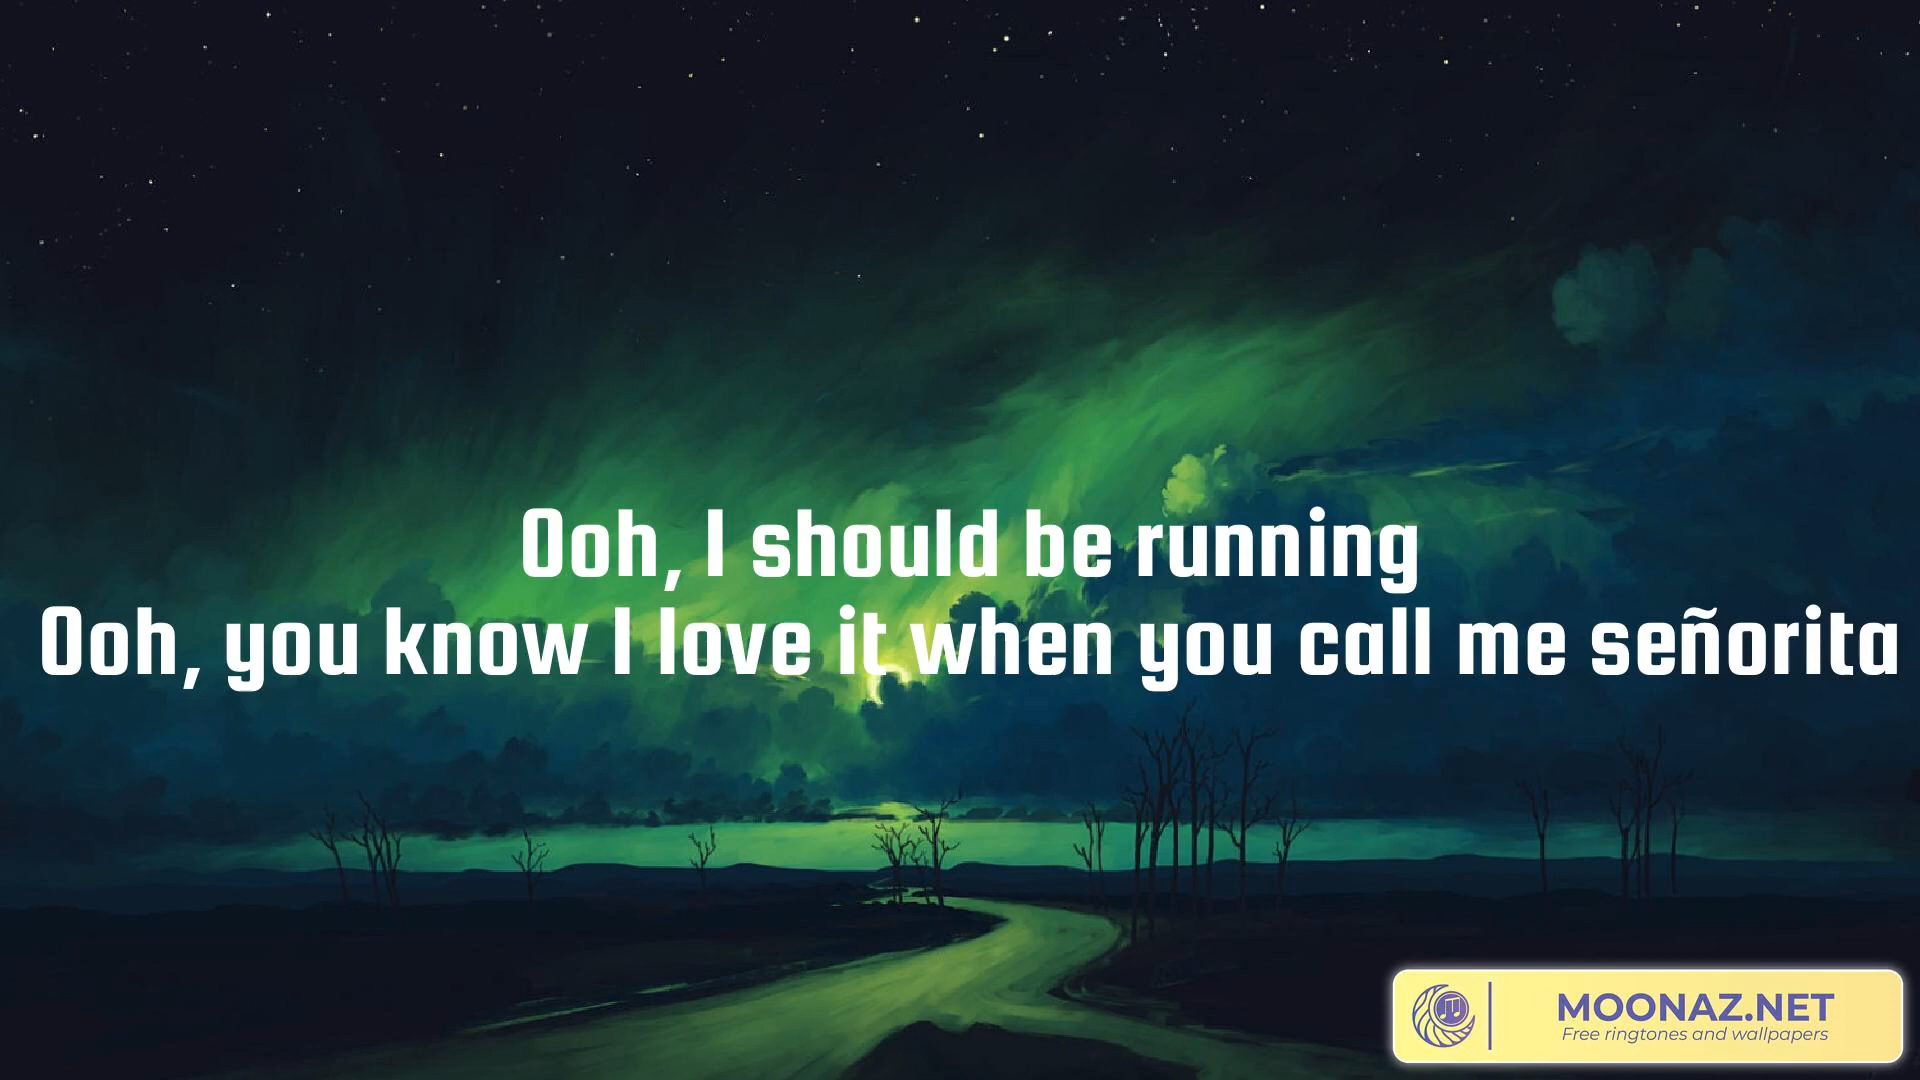 Ooh, I should be running
Ooh, you know I love it when you call me señorita
MOONAZ.NET
Free ringtones and wallpapers